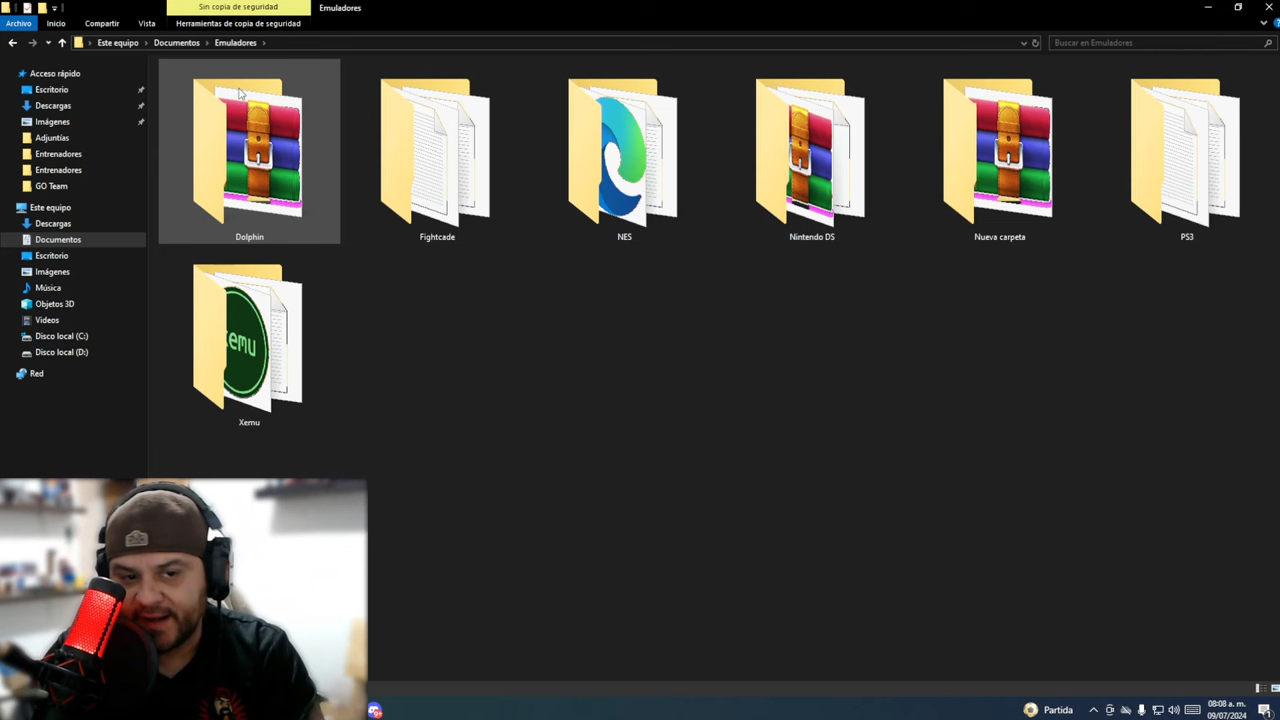 Sin copia de seguridad
Emuladores
Archivo
Inicio
Compartir
Vista
Herramientas de copia de seguridad
Este equipo > Documentos > Emuladores >
Buscar en Emuladores
Acceso rápido
Escritorio
Descargas
Imágenes
Adjuntías
Entrenadores
Entrenadores
GO Team
Este equipo
Descargas
Documentos
Escritorio
Imágenes
Música
Objetos 3D
Videos
Disco local (C:)
Disco local (D:)
Red
Dolphin
Fightcade
NES
Nintendo DS
Nueva carpeta
PS3
xemu
Xemu
Partida
08:08 a. m.
09/07/2024